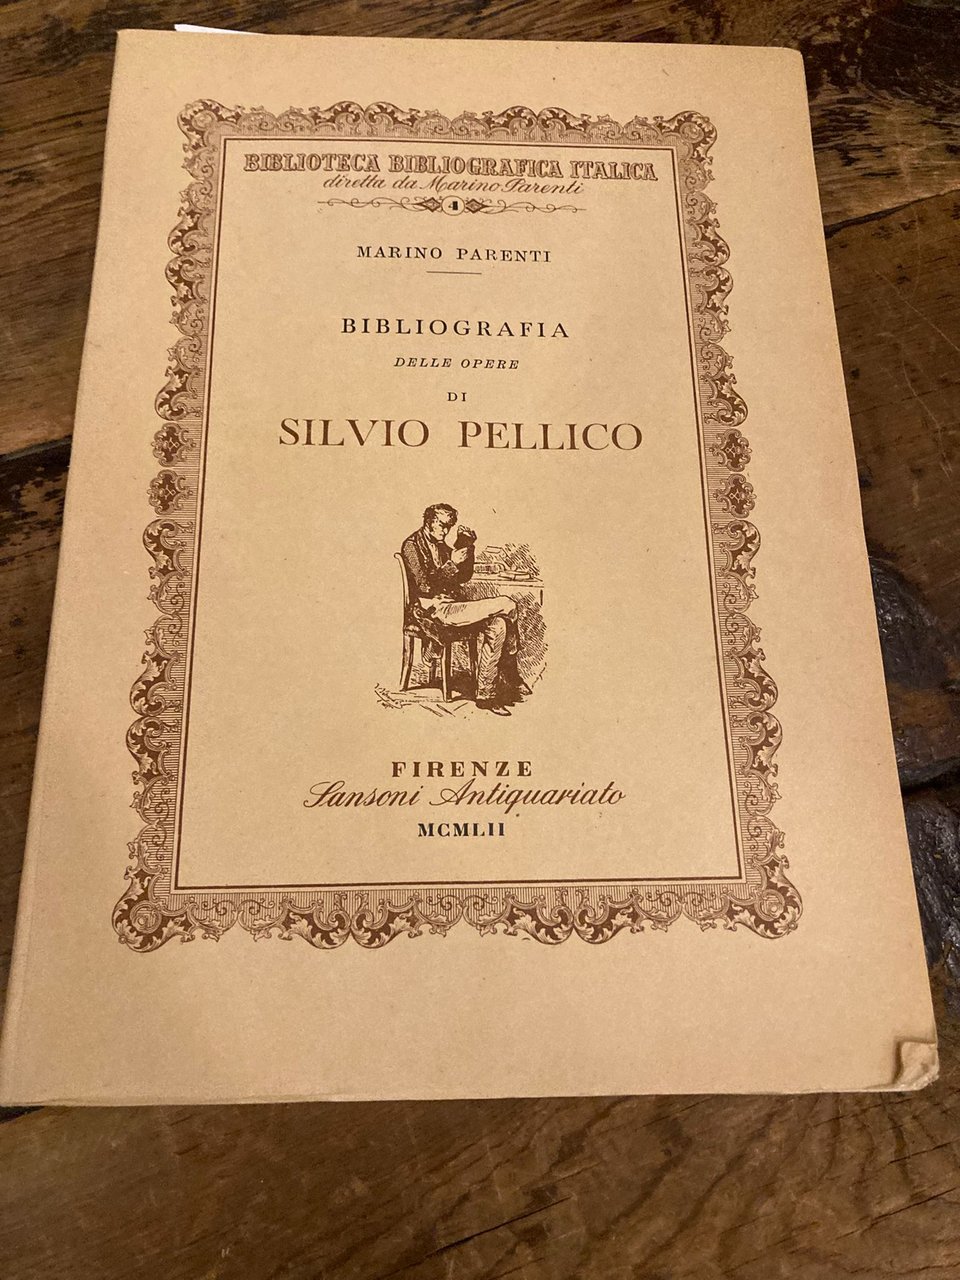 BIBLIOTECA BIBLIOGRAFICA ITALICA
diretta da Marino Parenti
4
MARINO PARENTI
BIBLIOGRAFIA
DELLE OPERE
DI
SILVIO PELLICO
FIRENZE
Sansoni Antiquariato
MCMLII